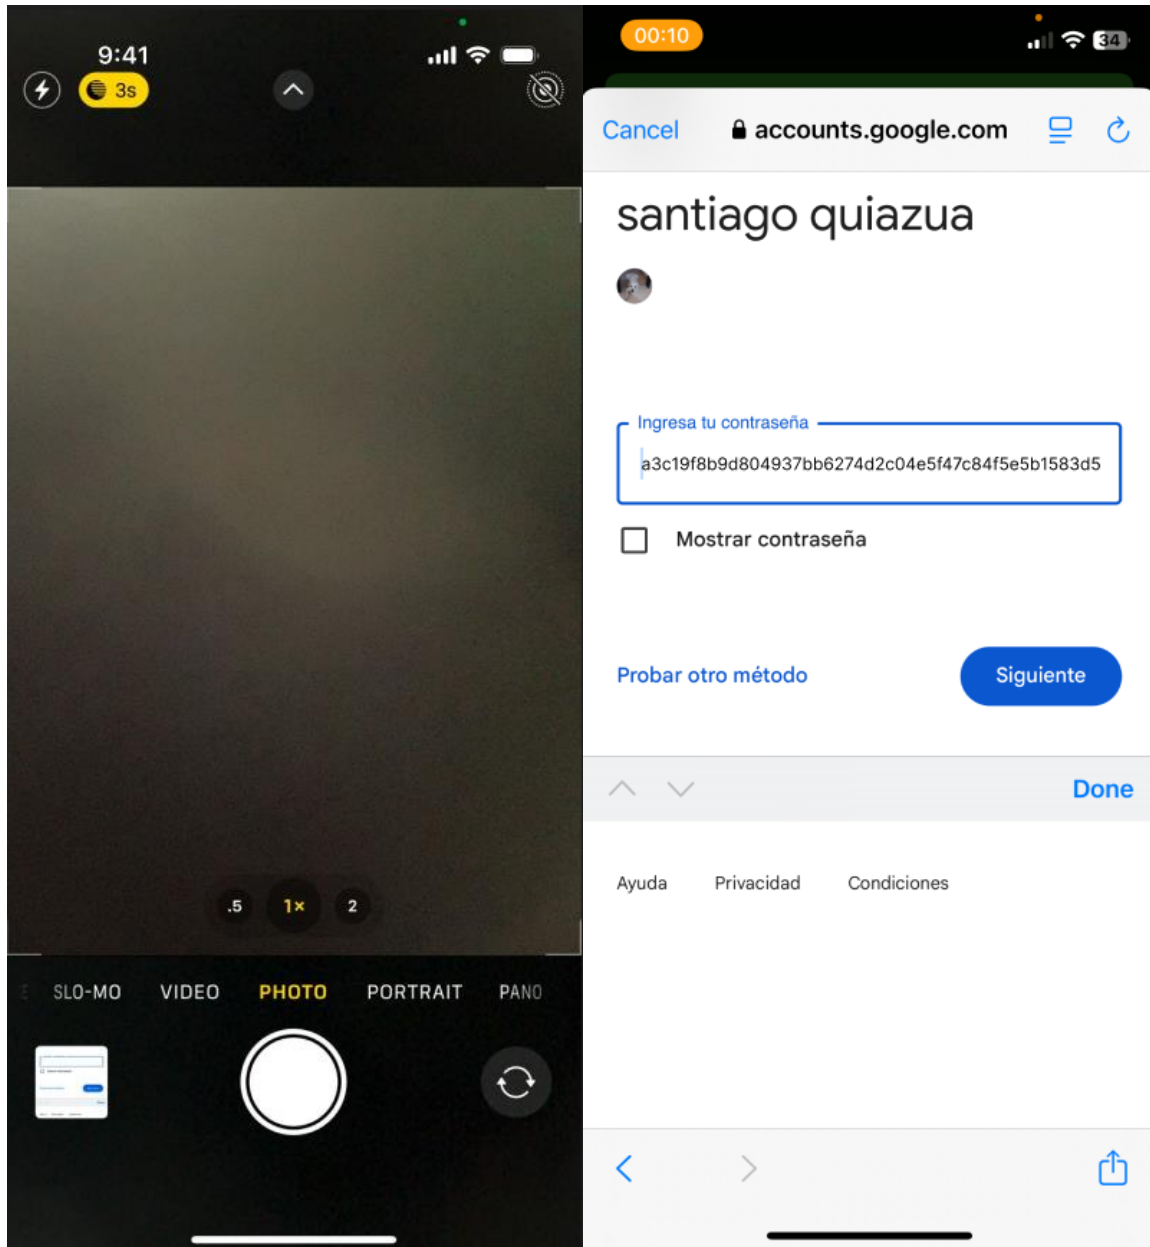 9:41
3s
.5 1× 2
SLO-MO VIDEO PHOTO PORTRAIT PANO
00:10
34
Cancel accounts.google.com
santiago quiazua
Ingresa tu contraseña
a3c19f8b9d804937bb6274d2c04e5f47c84f5e5b1583d5
Mostrar contraseña
Probar otro método Siguiente
Done
Ayuda Privacidad Condiciones